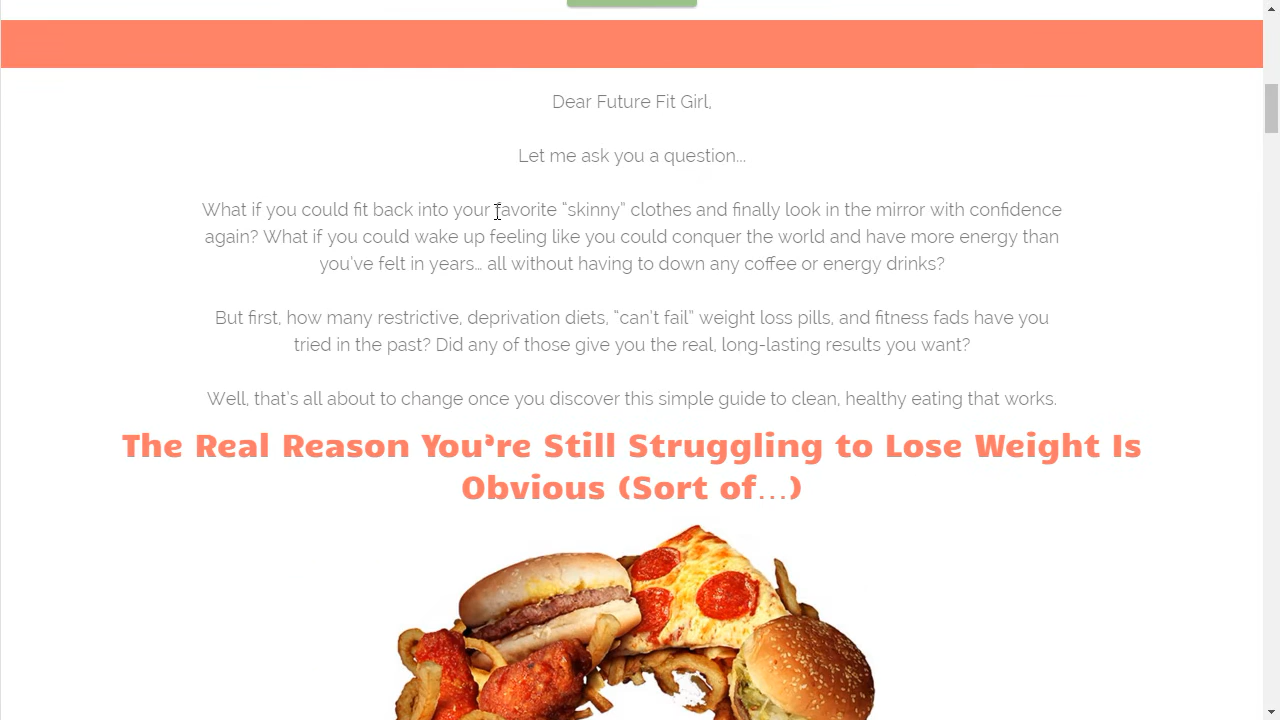 Dear Future Fit Girl,
Let me ask you a question...
What if you could fit back into your favorite “skinny” clothes and finally look in the mirror with confidence
again? What if you could wake up feeling like you could conquer the world and have more energy than
you’ve felt in years… all without having to down any coffee or energy drinks?
But first, how many restrictive, deprivation diets, “can’t fail” weight loss pills, and fitness fads have you
tried in the past? Did any of those give you the real, long-lasting results you want?
Well, that’s all about to change once you discover this simple guide to clean, healthy eating that works.
The Real Reason You’re Still Struggling to Lose Weight Is
Obvious (Sort of…)